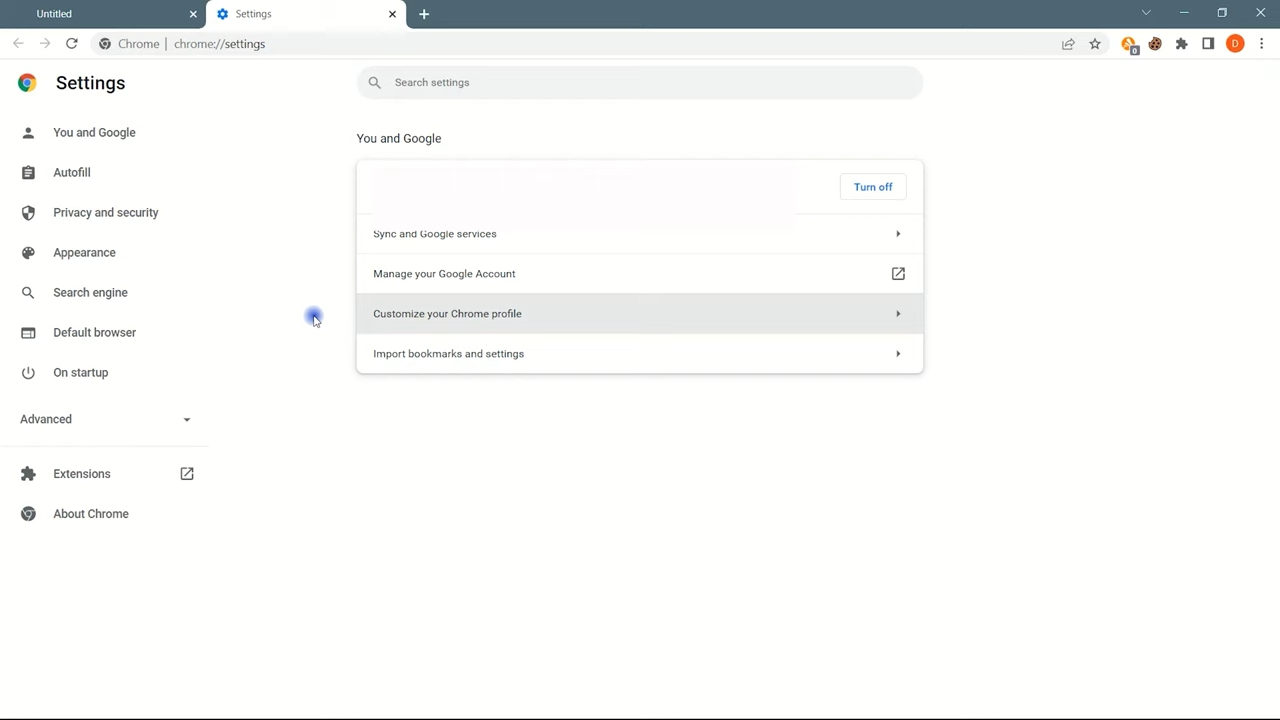 Untitled
Settings
Chrome | chrome://settings
0
D
Settings
Search settings
You and Google
Autofill
Privacy and security
Appearance
Search engine
Default browser
On startup
Advanced
Extensions
About Chrome
You and Google
Turn off
Sync and Google services
Manage your Google Account
Customize your Chrome profile
Import bookmarks and settings